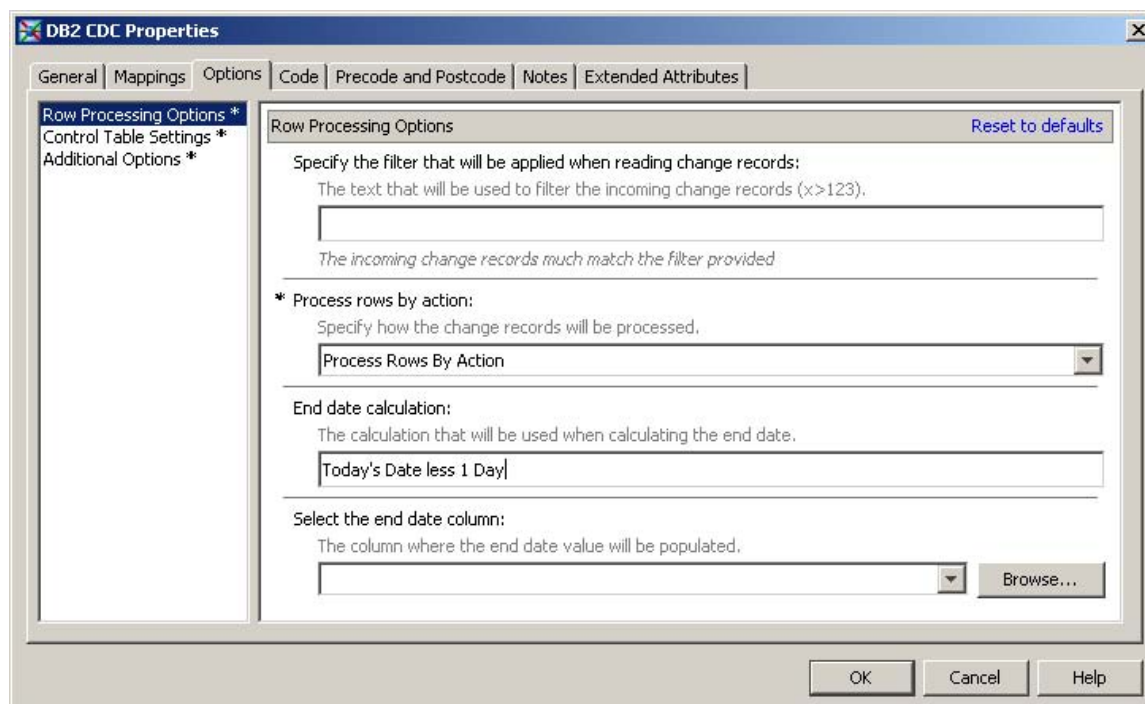 DB2 CDC Properties
General Mappings Options Code Precode and Postcode Notes Extended Attributes
Row Processing Options *
Control Table Settings *
Additional Options *
Row Processing Options Reset to defaults
Specify the filter that will be applied when reading change records:
The text that will be used to filter the incoming change records (x>123).
The incoming change records much match the filter provided
* Process rows by action:
Specify how the change records will be processed.
Process Rows By Action
End date calculation:
The calculation that will be used when calculating the end date.
Today's Date less 1 Day
Select the end date column:
The column where the end date value will be populated.
Browse...
OK Cancel Help